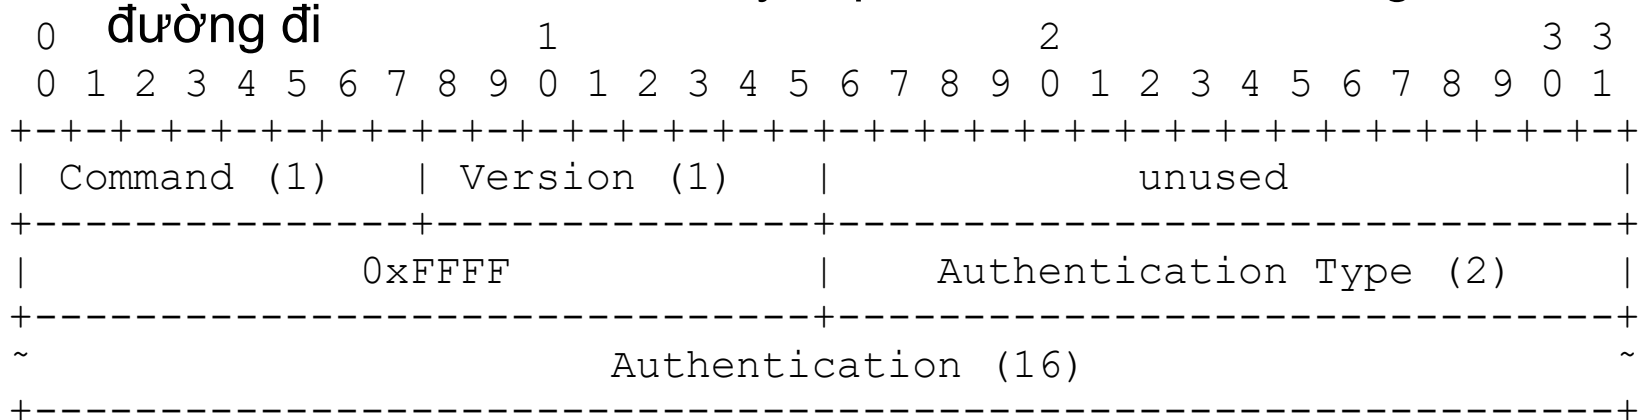 đường đi
0 1 2 3 3
0 1 2 3 4 5 6 7 8 9 0 1 2 3 4 5 6 7 8 9 0 1 2 3 4 5 6 7 8 9 0 1
+-+-+-+-+-+-+-+-+-+-+-+-+-+-+-+-+-+-+-+-+-+-+-+-+-+-+-+-+-+-+-+-+
| Command (1) | Version (1) | unused |
+---------------+---------------+-------------------------------+
| 0xFFFF | Authentication Type (2) |
+-------------------------------+-------------------------------+
~ Authentication (16) ~
+---------------------------------------------------------------+